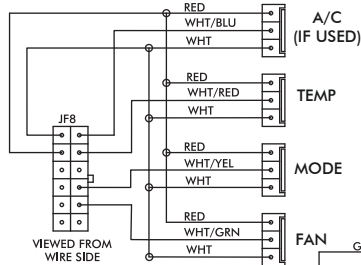 RED
WHT/BLU
WHT
A/C
(IF USED)
RED
WHT/RED
WHT
TEMP
JF8
RED
WHT/YEL
WHT
MODE
RED
WHT/GRN
WHT
FAN
VIEWED FROM
WIRE SIDE
G